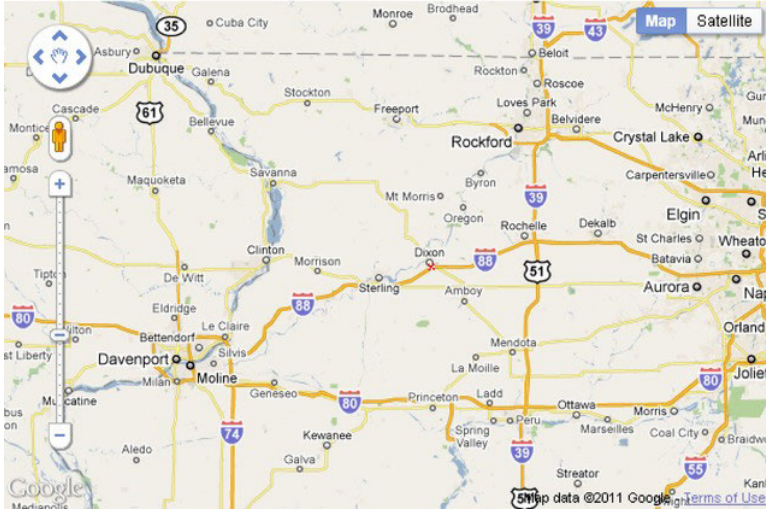 Cuba City
Monroe
Brodhead
35
39
43
Map
Satellite
Asbury
Dubuque
Beloit
Galena
Rockton
Roscoe
Stockton
61
Freeport
Loves Park
McHenry
Cascade
Bellevue
Rockford
Belvidere
Crystal Lake
Maquoketa
Savanna
Byron
Carpentersville
Mt Morris
39
Elgin
Oregon
Rochelle
Dekalb
St Charles
Clinton
Dixon
88
Batavia
Morrison
51
De Witt
Sterling
Amboy
Aurora
88
Eldridge
80
Le Claire
Bettendorf
Mendota
Davenport
Silvis
La Moille
Moline
80
Milan
Geneseo
Princeton
Ladd
80
Muscatine
Ottawa
Morris
74
Kewanee
Spring
Valley
Peru
Marseilles
Coal City
Aledo
39
Galva
55
Streator
Google
Map data ©2011 Google - Terms of Use